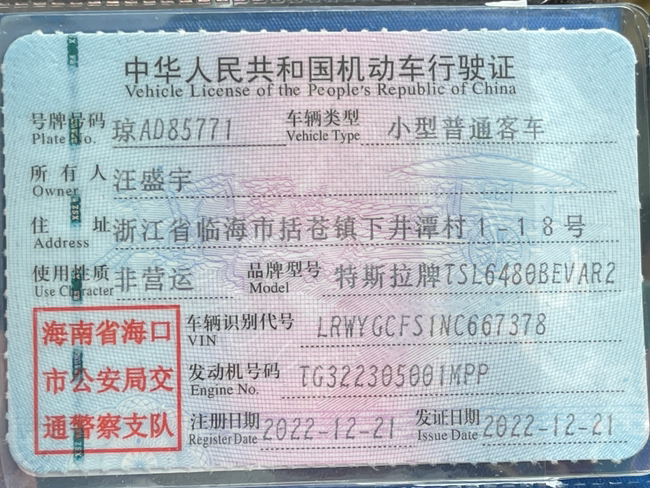 中华人民共和国机动车行驶证
Vehicle License of the People's Republic of China
号牌号码 琼AD85771 车辆类型 小型普通客车
Plate No. Vehicle Type
所有人 汪盛宇
Owner
住址 浙江省临海市括苍镇下井潭村1-18号
Address
使用性质 非营运 品牌型号 特斯拉牌TSL6480BEVAR2
Use Character Model
海南省海口
市公安局交
通警察支队
车辆识别代号 LRWYGCFS1NC667378
VIN
发动机号码 TG322305001MPP
Engine No.
注册日期 2022-12-21 发证日期 2022-12-21
Register Date Issue Date